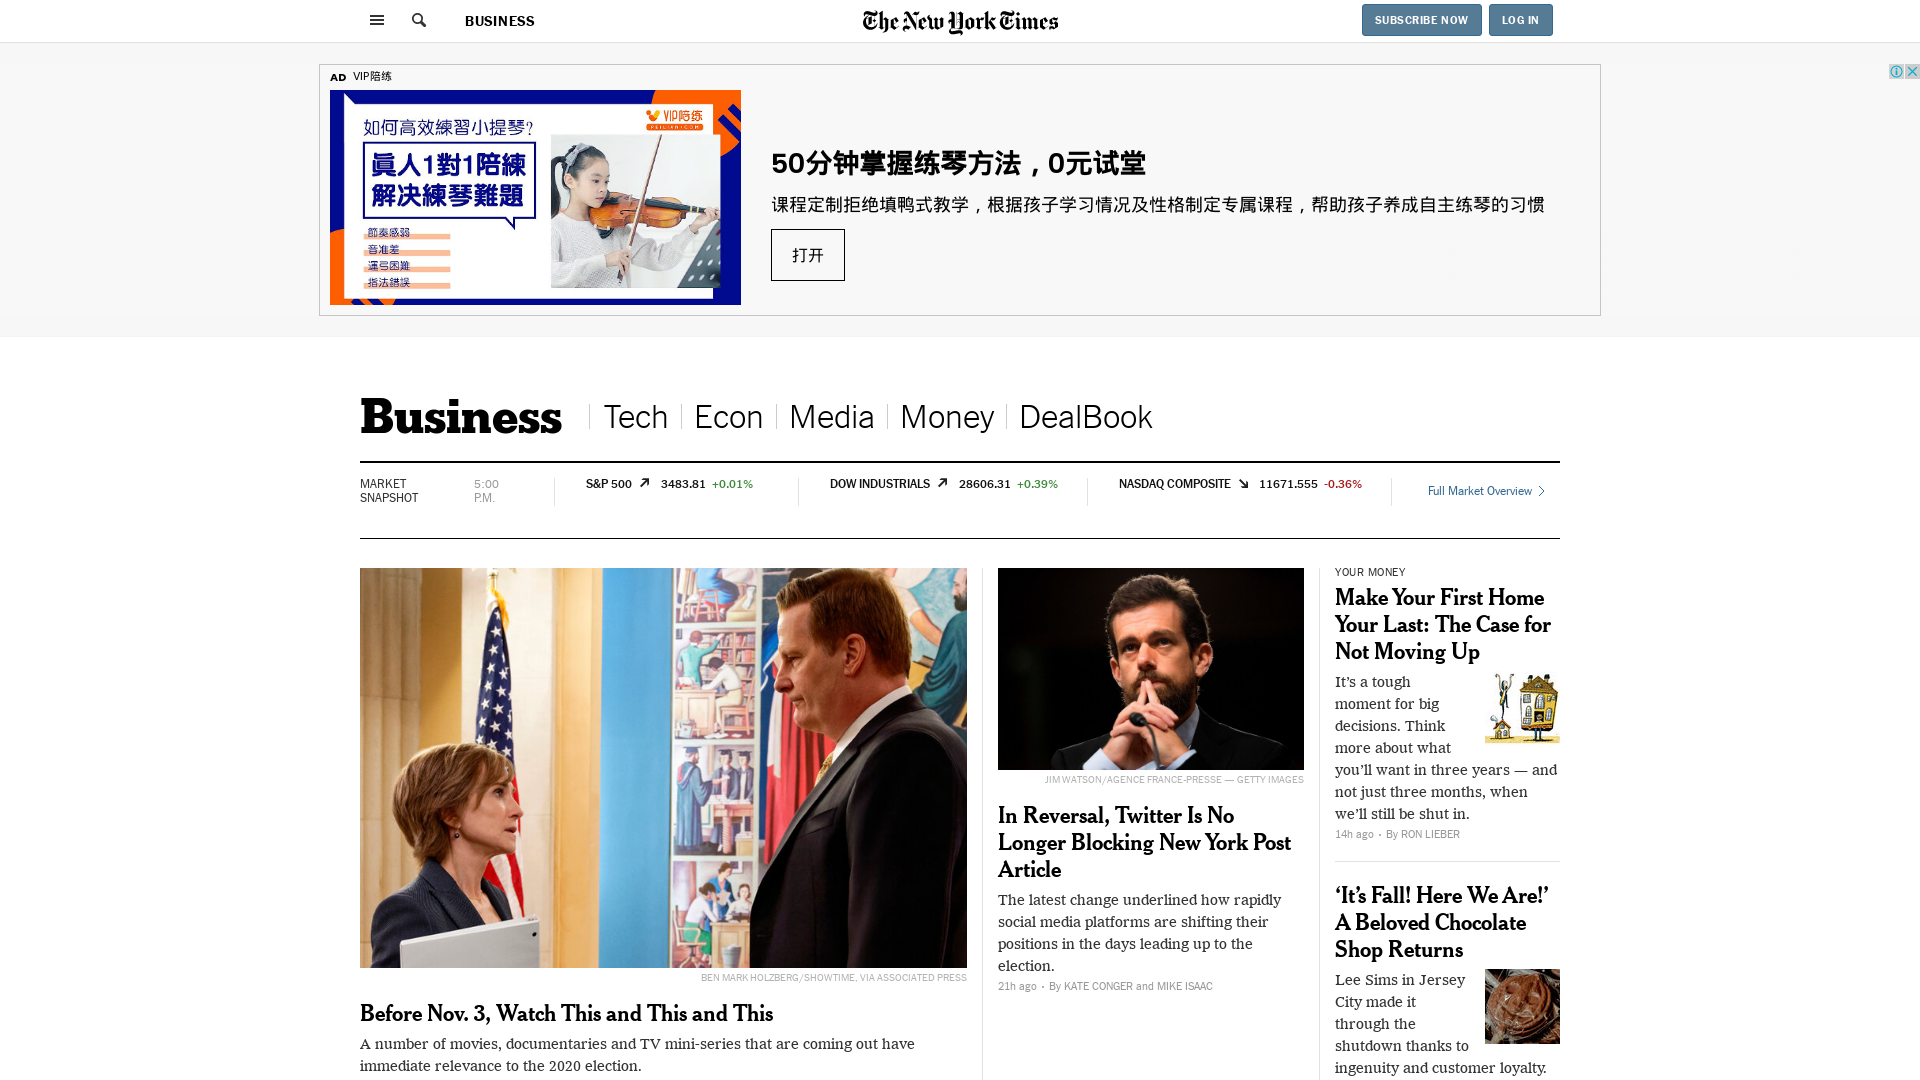 BUSINESS
The New York Times
SUBSCRIBE NOW
LOG IN
AD VIP陪练
VIP陪练
PEILIAN.COM
如何高效練習小提琴?
眞人1對1陪練
解决練琴難題
節奏感弱
音准差
運弓困難
指法錯誤
50分钟掌握练琴方法，0元试堂
课程定制拒绝填鸭式教学，根据孩子学习情况及性格制定专属课程，帮助孩子养成自主练琴的习惯
打开
Business Tech Econ Media Money DealBook
MARKET
SNAPSHOT
5:00
P.M.
S&P 500 3483.81 +0.01%
DOW INDUSTRIALS 28606.31 +0.39%
NASDAQ COMPOSITE 11671.555 -0.36%
Full Market Overview
BEN MARK HOLZBERG/SHOWTIME, VIA ASSOCIATED PRESS
Before Nov. 3, Watch This and This and This
A number of movies, documentaries and TV mini-series that are coming out have
immediate relevance to the 2020 election.
JIM WATSON/AGENCE FRANCE-PRESSE — GETTY IMAGES
In Reversal, Twitter Is No
Longer Blocking New York Post
Article
The latest change underlined how rapidly
social media platforms are shifting their
positions in the days leading up to the
election.
21h ago · By KATE CONGER and MIKE ISAAC
YOUR MONEY
Make Your First Home
Your Last: The Case for
Not Moving Up
It’s a tough
moment for big
decisions. Think
more about what
you’ll want in three years — and
not just three months, when
we’ll still be shut in.
14h ago · By RON LIEBER
‘It’s Fall! Here We Are!’
A Beloved Chocolate
Shop Returns
Lee Sims in Jersey
City made it
through the
shutdown thanks to
ingenuity and customer loyalty.